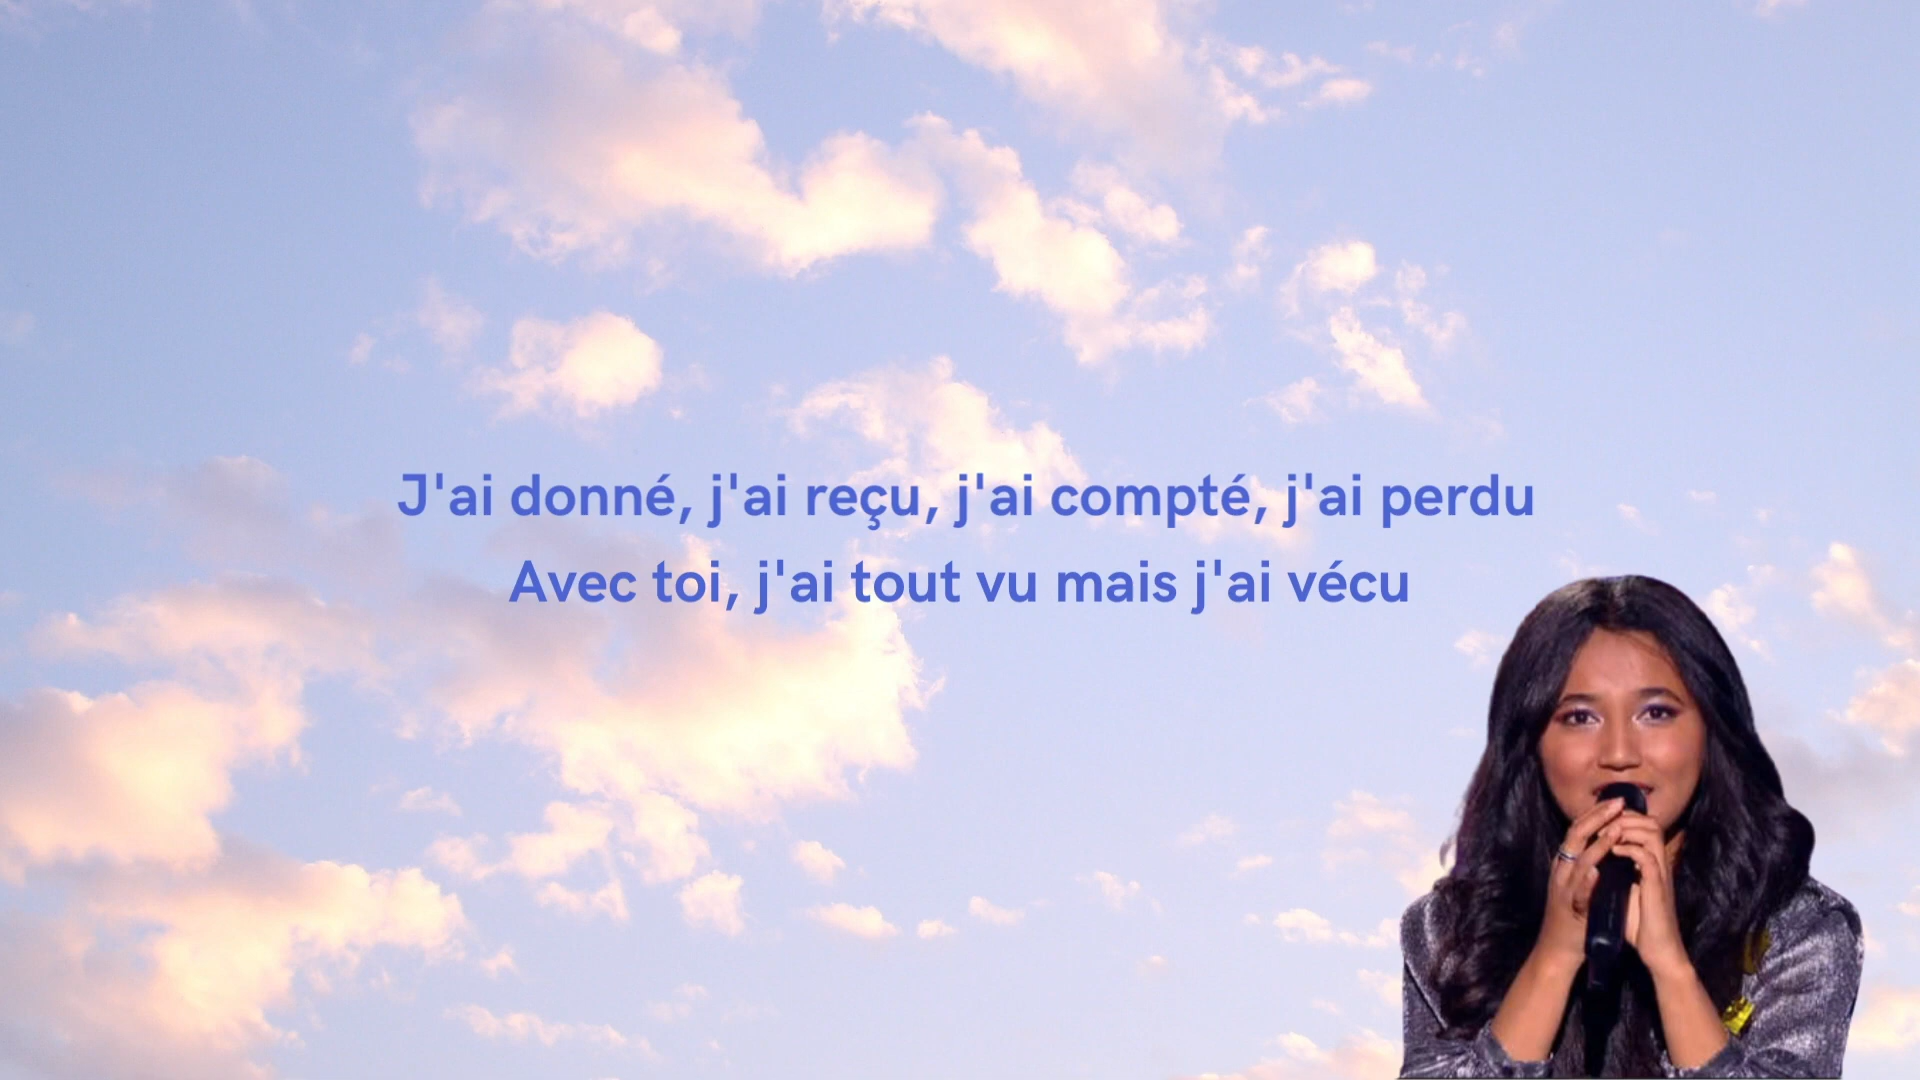 J'ai donné, j'ai reçu, j'ai compté, j'ai perdu
Avec toi, j'ai tout vu mais j'ai vécu